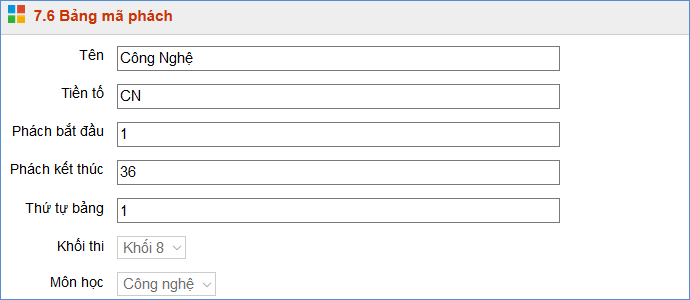 7.6 Bảng mã phách
Tên Công Nghệ
Tiền tố CN
Phách bắt đầu 1
Phách kết thúc 36
Thứ tự bảng 1
Khối thi Khối 8
Môn học Công nghệ